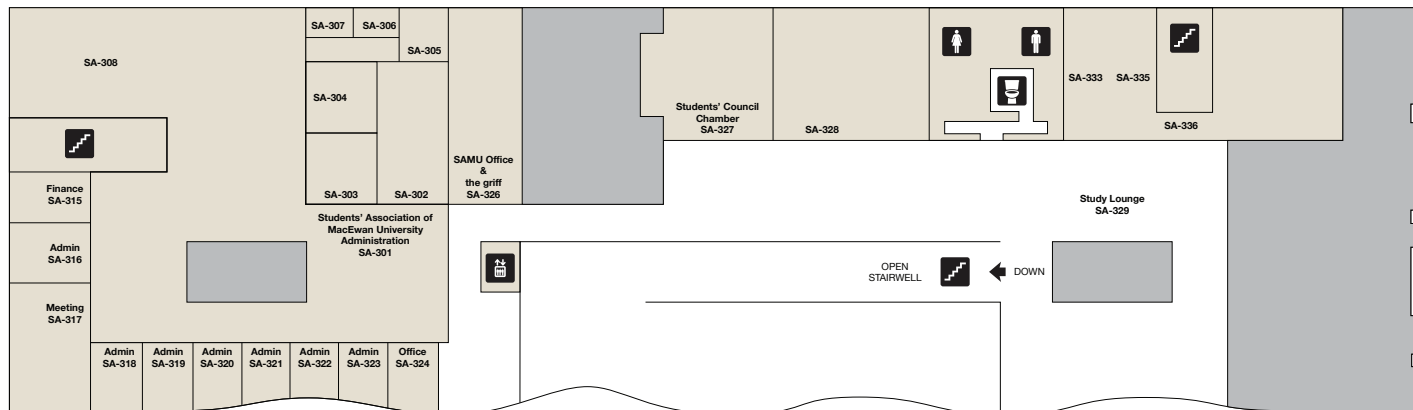 SA-307
SA-306
SA-305
SA-308
SA-304
SA-303
SA-302
SAMU Office
&
the griff
SA-326
Students' Council
Chamber
SA-327
SA-328
SA-333
SA-335
SA-336
Finance
SA-315
Admin
SA-316
Meeting
SA-317
Students' Association of
MacEwan University
Administration
SA-301
Study Lounge
SA-329
OPEN
STAIRWELL
DOWN
Admin
SA-318
Admin
SA-319
Admin
SA-320
Admin
SA-321
Admin
SA-322
Admin
SA-323
Office
SA-324